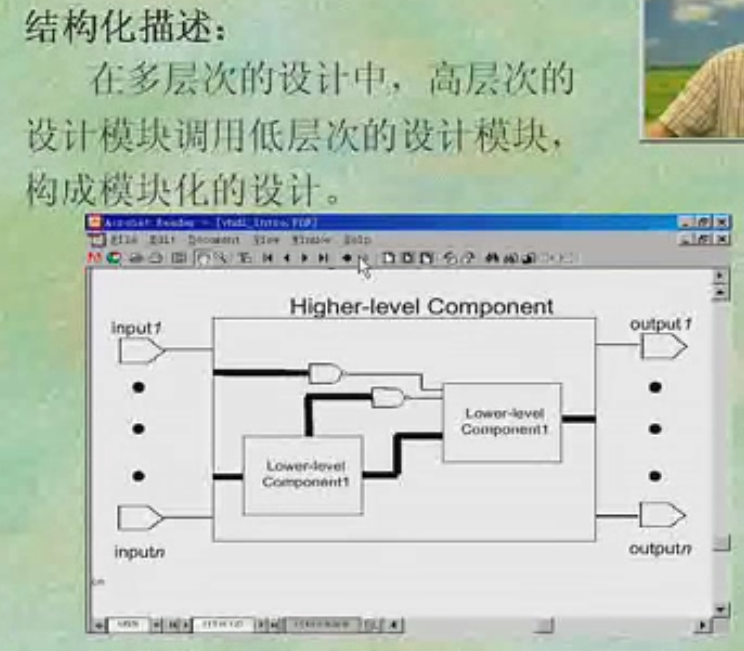 结构化描述：
在多层次的设计中，高层次的
设计模块调用低层次的设计模块，
构成模块化的设计。
Acrobat Reader - [vhdl_intro.PDF]
File Edit Document View Window Help
Higher-level Component
input1
output1
Lower-level
Component1
Lower-level
Component1
inputn
outputn